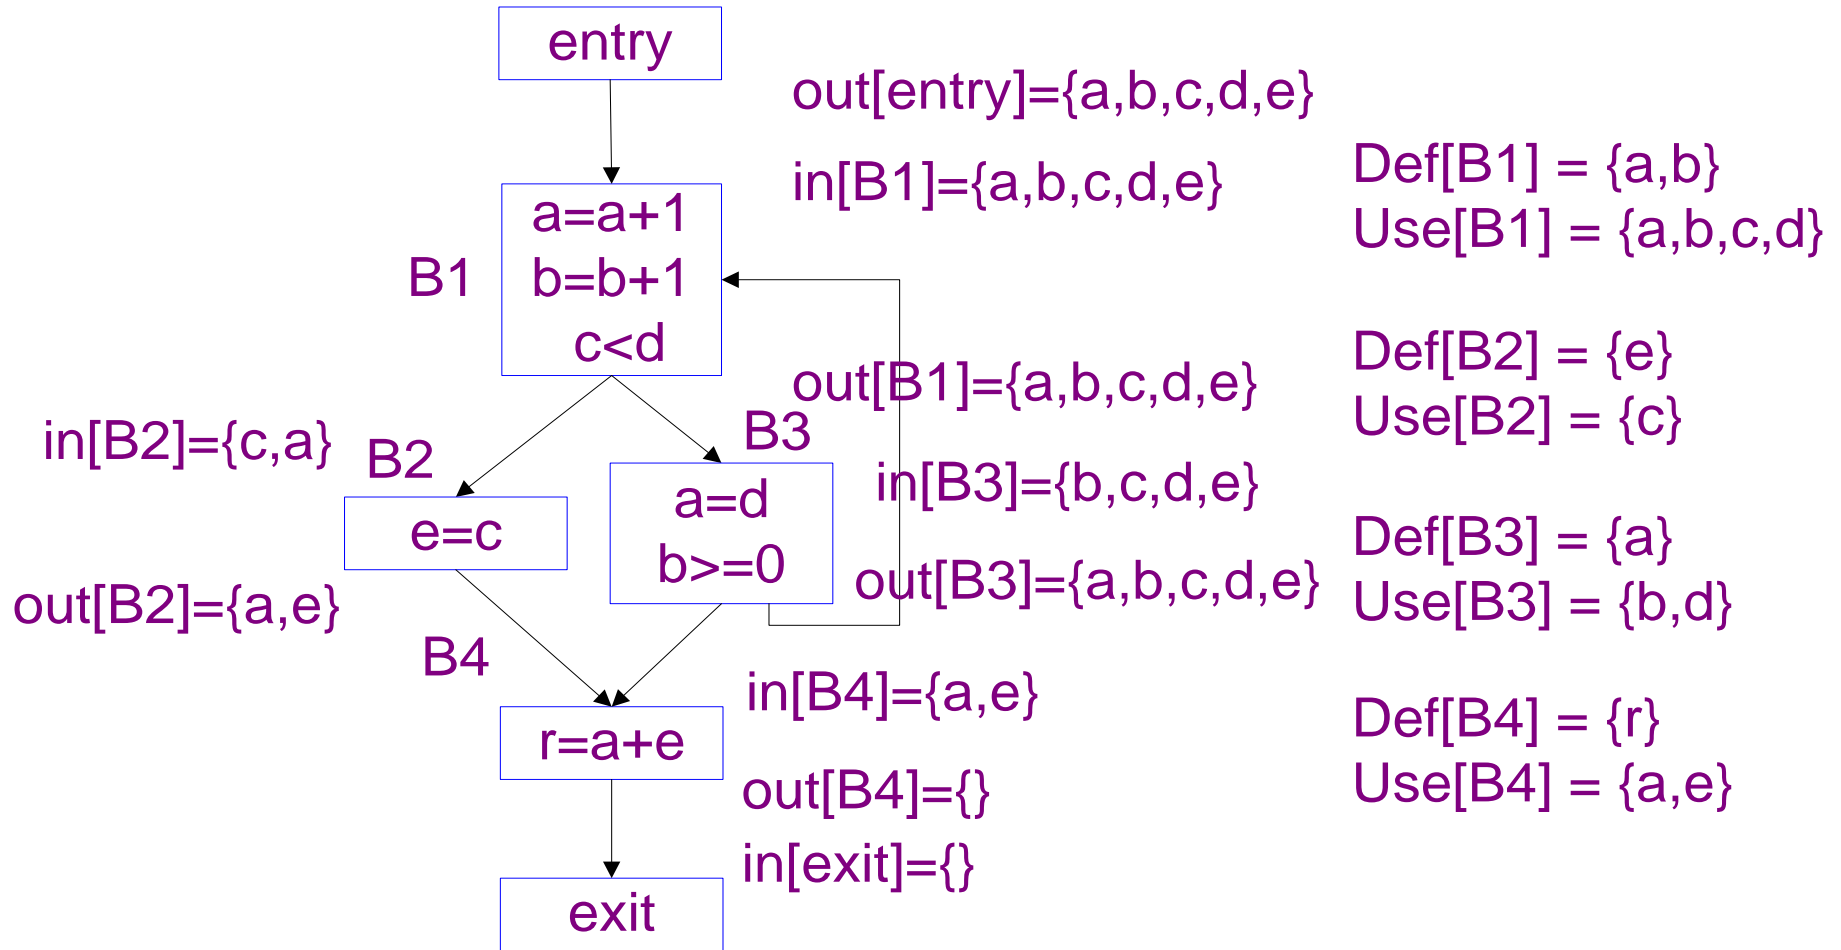 entry
out[entry]={a,b,c,d,e}
in[B1]={a,b,c,d,e}
a=a+1
b=b+1
c<d
B1
out[B1]={a,b,c,d,e}
in[B2]={c,a}
B2
e=c
out[B2]={a,e}
B3
in[B3]={b,c,d,e}
a=d
b>=0
out[B3]={a,b,c,d,e}
B4
in[B4]={a,e}
r=a+e
out[B4]={}
in[exit]={}
exit
Def[B1] = {a,b}
Use[B1] = {a,b,c,d}
Def[B2] = {e}
Use[B2] = {c}
Def[B3] = {a}
Use[B3] = {b,d}
Def[B4] = {r}
Use[B4] = {a,e}